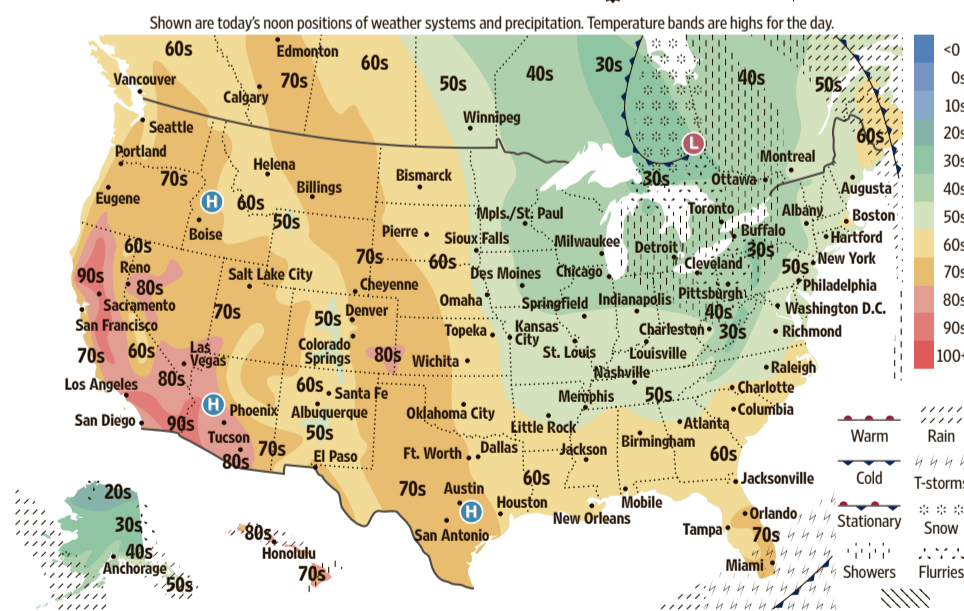 Shown are today's noon positions of weather systems and precipitation. Temperature bands are highs for the day.
60s
Edmonton
60s
30s
<0
Vancouver
70s
50s
40s
40s
50s
0s
Calgary
10s
Seattle
Winnipeg
20s
Portland
L
60s
30s
Helena
Montreal
70s
Bismarck
30s
Ottawa
40s
Eugene
H
60s
Billings
Augusta
50s
Mpls./St. Paul
Toronto
Albany
Boston
50s
Boise
Pierre
Sioux Falls
Milwaukee
Detroit
Buffalo
Hartford
60s
60s
70s
60s
30s
New York
90s
Reno
Salt Lake City
Des Moines
Chicago
Cleveland
50s
70s
80s
Cheyenne
Philadelphia
Sacramento
Omaha
Springfield
Indianapolis
Pittsburgh
80s
San Francisco
70s
50s
Denver
40s
Washington D.C.
Topeka
Kansas
City
Charleston
30s
Richmond
90s
70s
60s
Las
Vegas
Colorado
Springs
80s
Wichita
St. Louis
Louisville
100+
Los Angeles
80s
Nashville
Raleigh
60s
Santa Fe
Memphis
50s
Charlotte
San Diego
90s
H
Phoenix
Albuquerque
Oklahoma City
Little Rock
Atlanta
Columbia
Tucson
50s
Birmingham
Warm
Rain
80s
70s
El Paso
Ft. Worth
Dallas
Jackson
60s
Cold
T-storms
20s
70s
Austin
60s
Jacksonville
30s
H
Houston
Mobile
Orlando
Stationary
Snow
80s
San Antonio
New Orleans
Tampa
70s
40s
Honolulu
Anchorage
70s
Miami
Showers
Flurries
50s